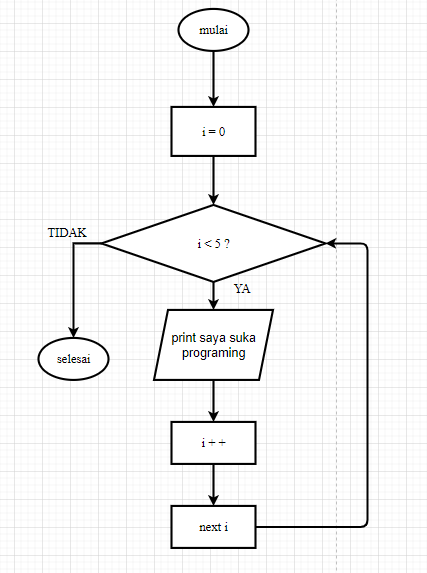 mulai
i = 0
i < 5 ?
TIDAK
YA
print saya suka
programing
selesai
i + +
next i